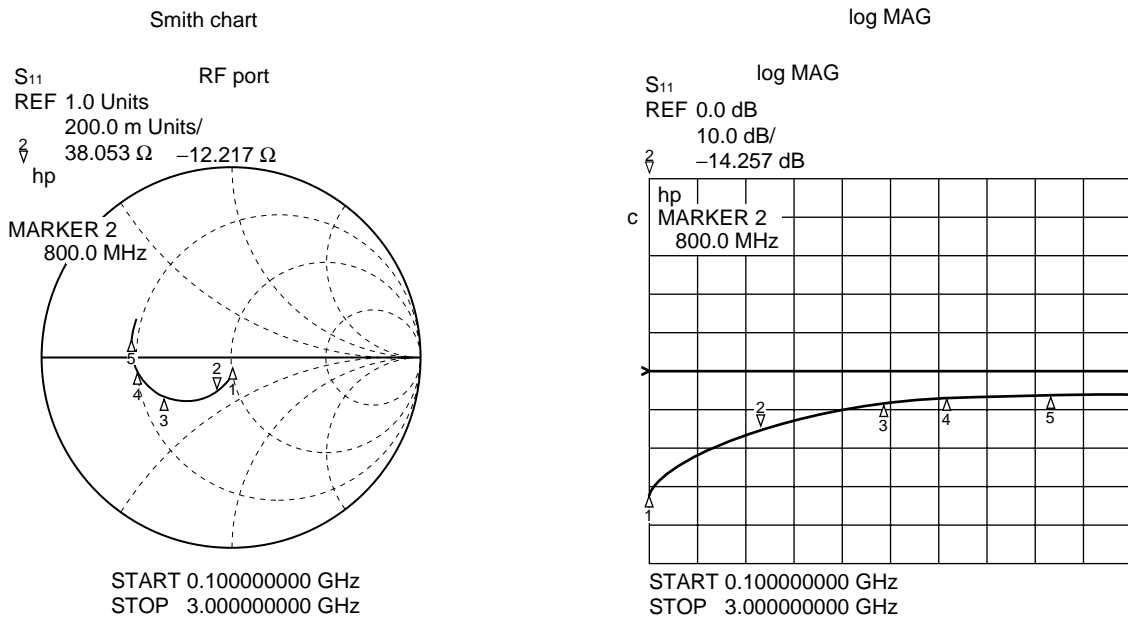 Smith chart
S11 RF port
REF 1.0 Units
200.0 m Units/
2 38.053 Ω −12.217 Ω
hp
MARKER 2
800.0 MHz
5
4
3
2
1
START 0.100000000 GHz
STOP 3.000000000 GHz
log MAG
S11 log MAG
REF 0.0 dB
10.0 dB/
2 −14.257 dB
hp
c MARKER 2
800.0 MHz
1
2
3
4
5
START 0.100000000 GHz
STOP 3.000000000 GHz